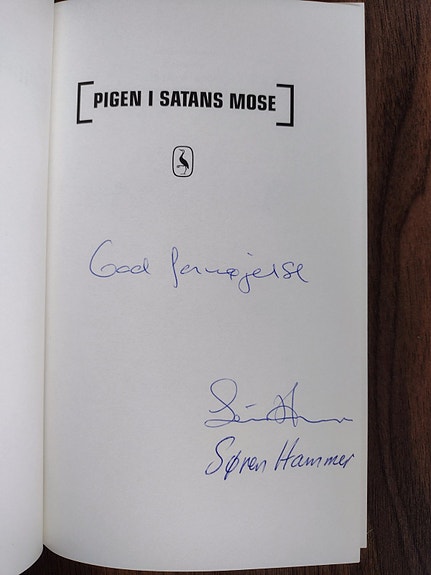 [PIGEN I SATANS MOSE]
God fornøjelse
Søren Hammer